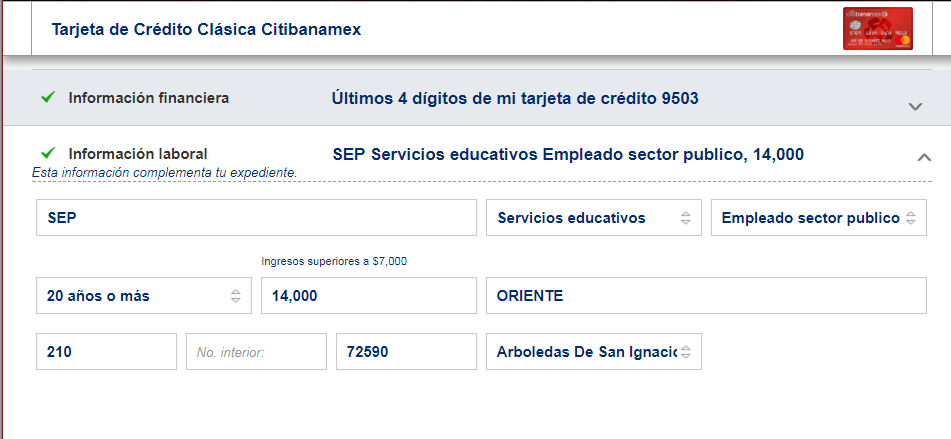 Tarjeta de Crédito Clásica Citibanamex
citibanamex
Información financiera Últimos 4 dígitos de mi tarjeta de crédito 9503
Información laboral SEP Servicios educativos Empleado sector publico, 14,000
Esta información complementa tu expediente.
SEP Servicios educativos Empleado sector publico
Ingresos superiores a $7,000
20 años o más 14,000 ORIENTE
210 No. interior: 72590 Arboledas De San Ignacio